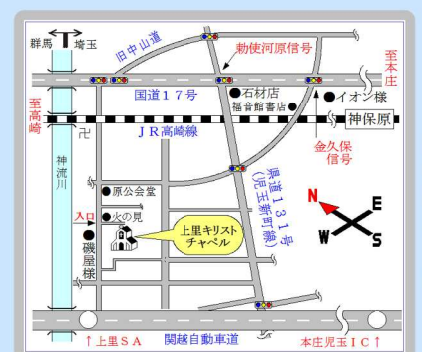 群馬 埼玉
旧中山道
勅使河原信号
至本庄
国道17号
石材店
福音館書店
イオン様
至高崎
JR高崎線
神保原
卍
金久保
信号
神流川
原公会堂
県道131号
(児玉新町線)
入口
火の見
上里キリスト
チャペル
磯屋様
N
E
W
S
↑上里SA
関越自動車道
本庄児玉IC↑